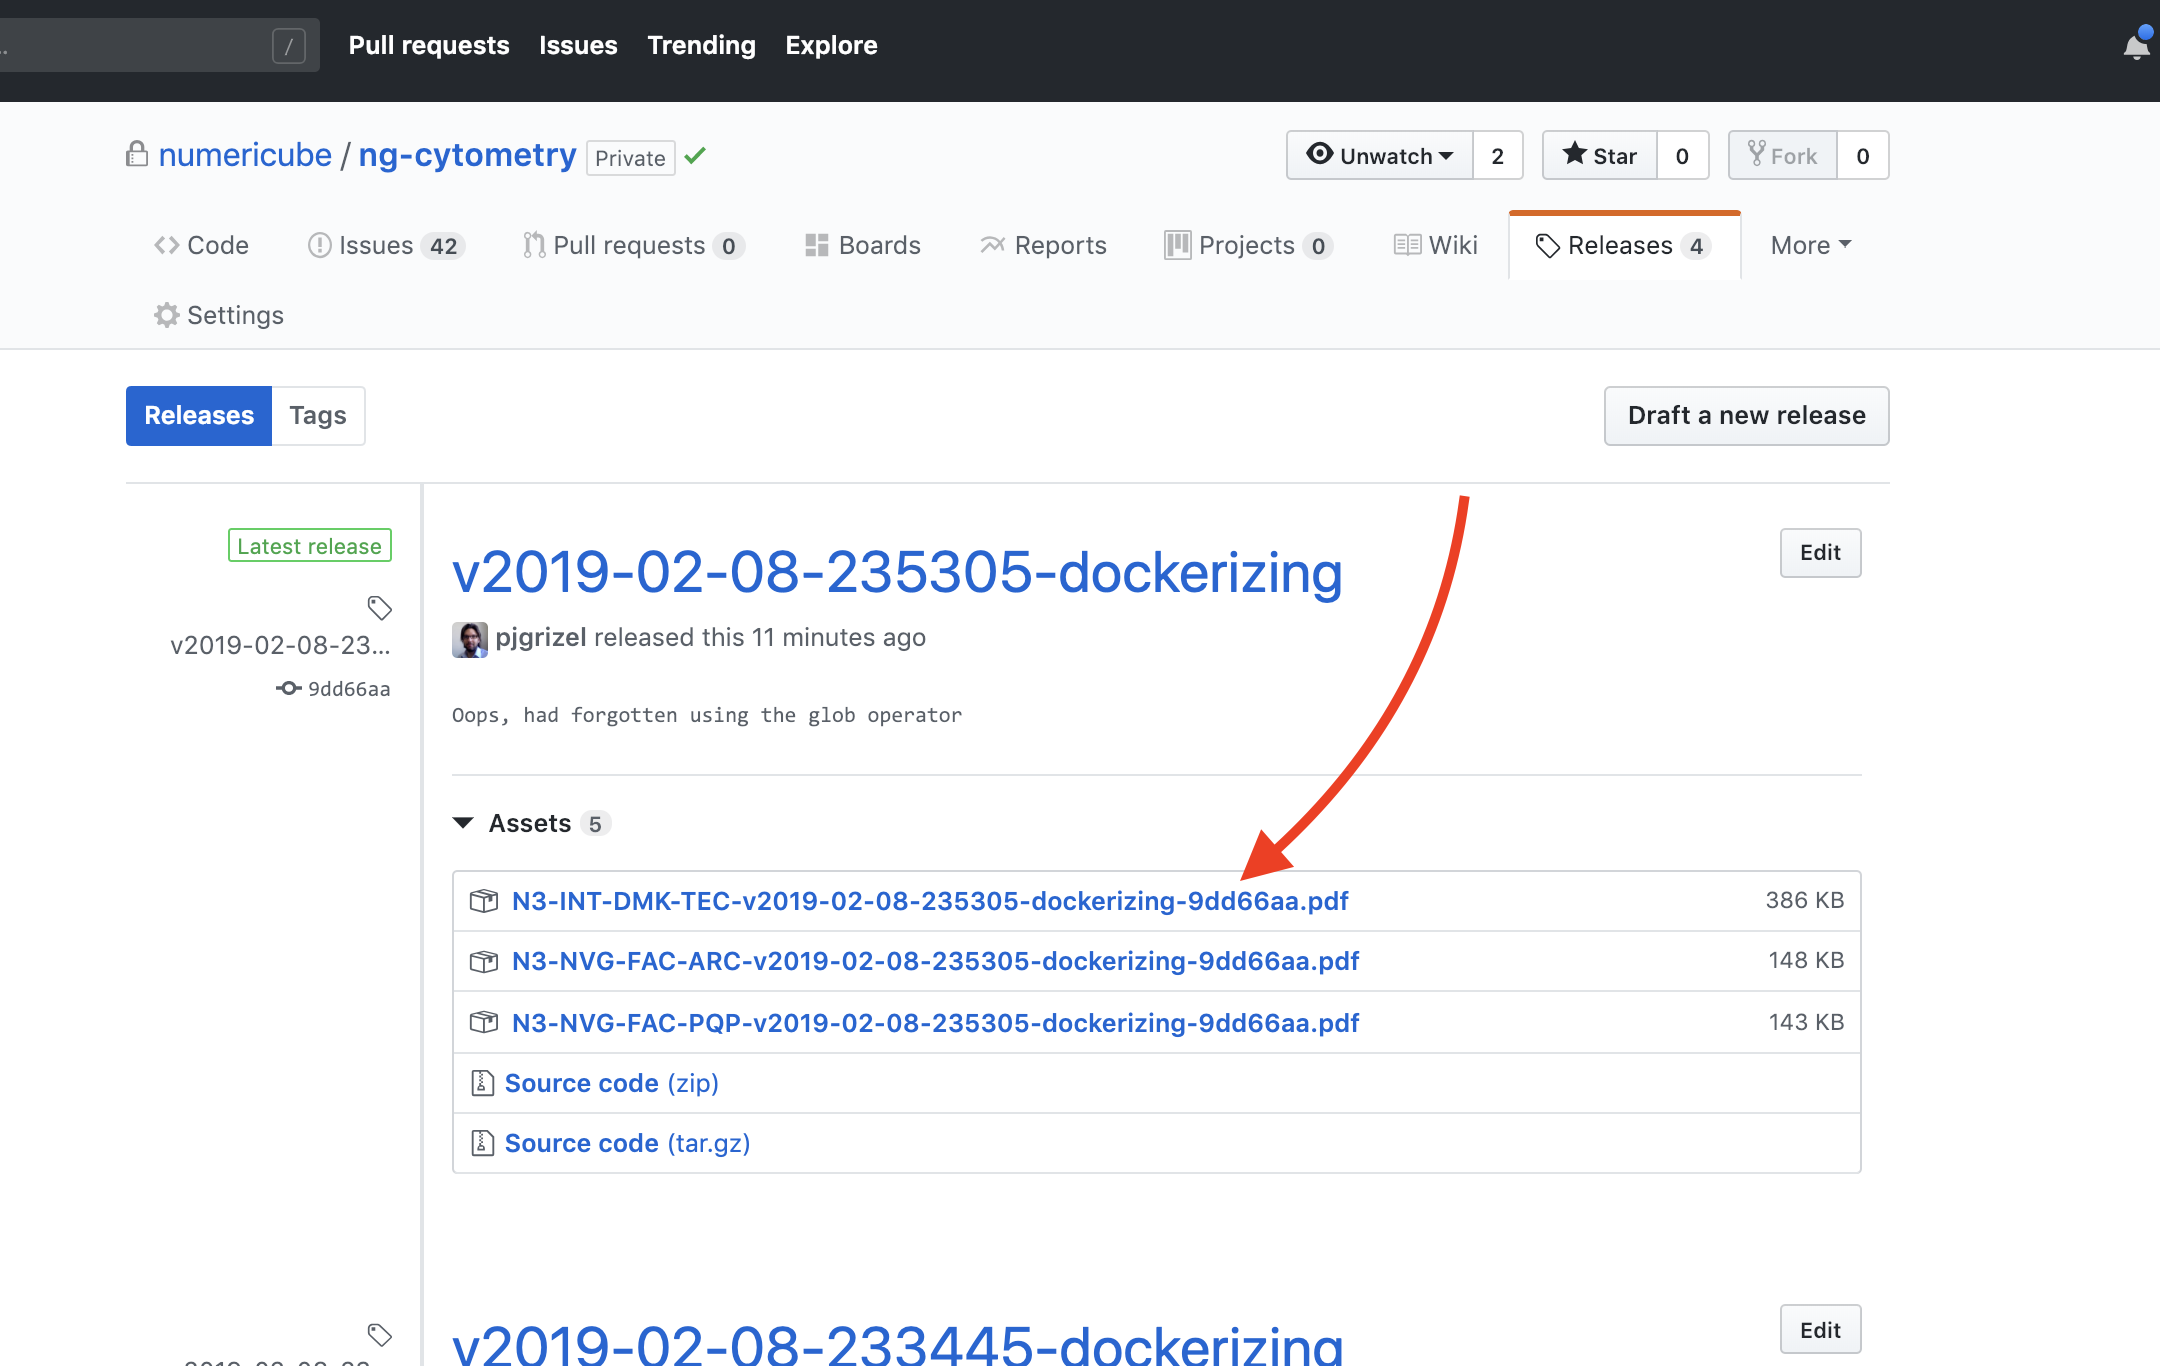 .. / Pull requests Issues Trending Explore
numericube / ng-cytometry Private Unwatch 2 Star 0 Fork 0
Code Issues 42 Pull requests 0 Boards Reports Projects 0 Wiki Releases 4 More
Settings
Releases Tags Draft a new release
Latest release
v2019-02-08-23...
9dd66aa
v2019-02-08-235305-dockerizing Edit
pjgrizel released this 11 minutes ago
Oops, had forgotten using the glob operator
Assets 5
N3-INT-DMK-TEC-v2019-02-08-235305-dockerizing-9dd66aa.pdf 386 KB
N3-NVG-FAC-ARC-v2019-02-08-235305-dockerizing-9dd66aa.pdf 148 KB
N3-NVG-FAC-PQP-v2019-02-08-235305-dockerizing-9dd66aa.pdf 143 KB
Source code (zip)
Source code (tar.gz)
v2019-02-08-233445-dockerizing Edit